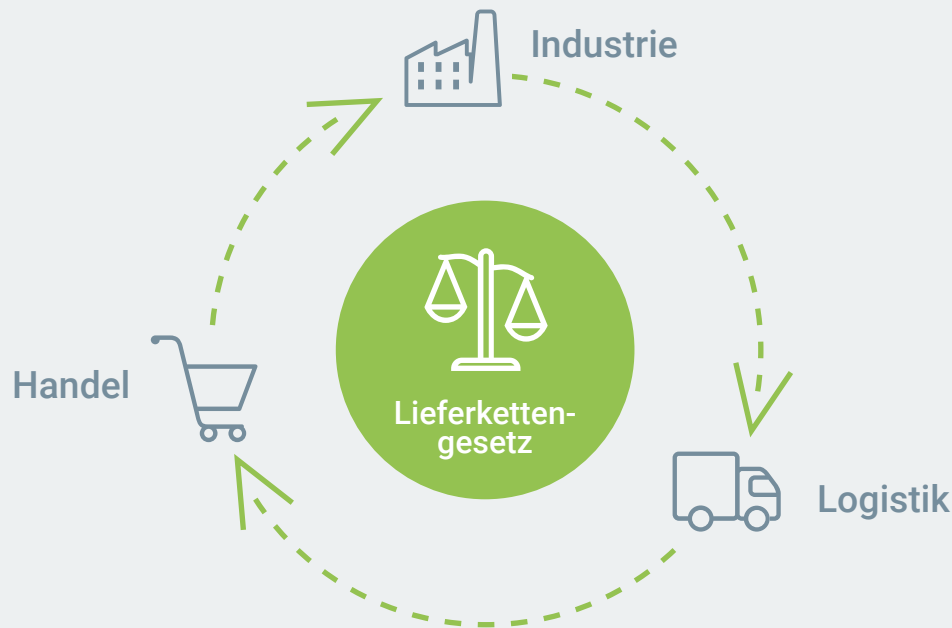 Industrie
Handel
Lieferketten-
gesetz
Logistik